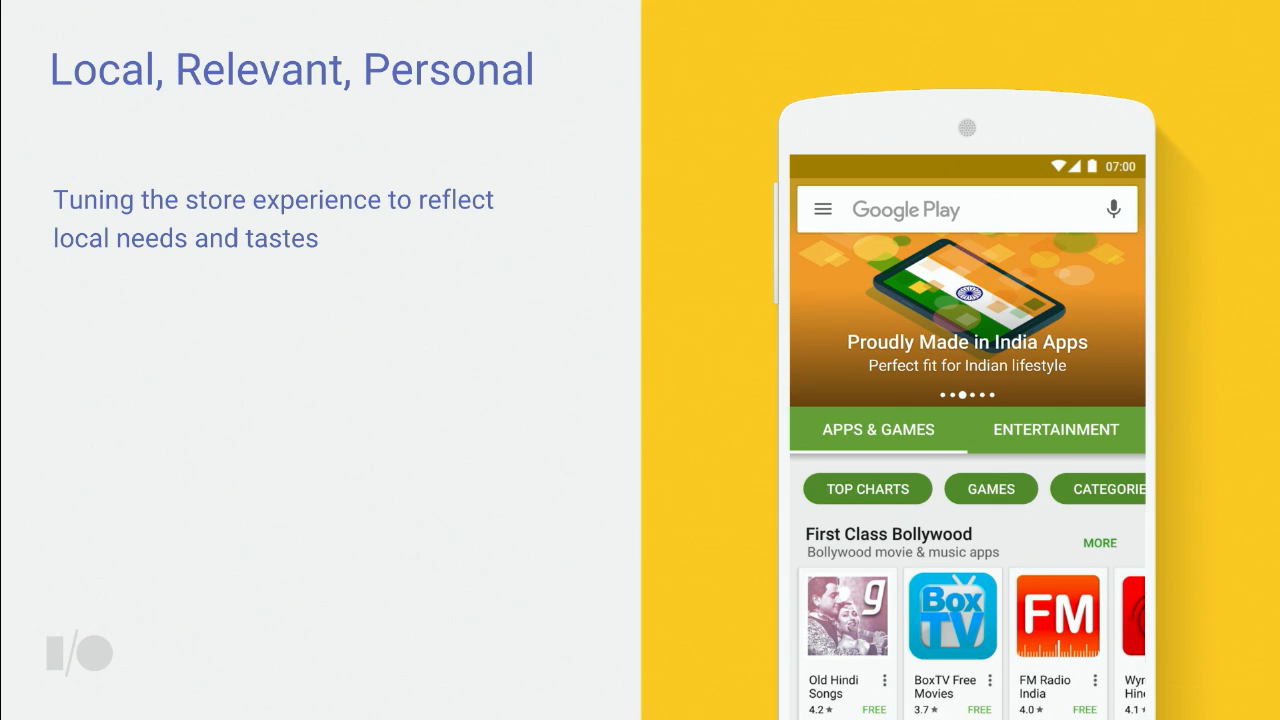 Local, Relevant, Personal
Tuning the store experience to reflect
local needs and tastes
I/O
07:00
Google Play
Proudly Made in India Apps
Perfect fit for Indian lifestyle
APPS & GAMES
ENTERTAINMENT
TOP CHARTS
GAMES
CATEGORIE
First Class Bollywood
Bollywood movie & music apps
MORE
g
Box
TV
FM
Old Hindi
Songs
4.2★ FREE
BoxTV Free
Movies
3.7★ FREE
FM Radio
India
4.0★ FREE
Wyn
Hin
4.1★